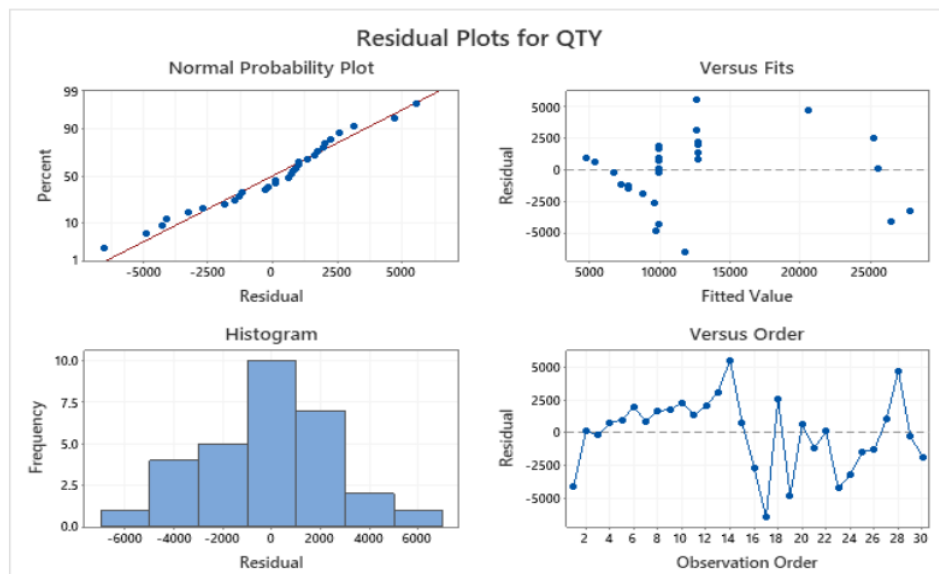 Residual Plots for QTY
Normal Probability Plot
99
90
50
10
1
Percent
-5000 -2500 0 2500 5000
Residual
Versus Fits
5000
2500
0
-2500
-5000
Residual
5000 10000 15000 20000 25000
Fitted Value
Histogram
10.0
7.5
5.0
2.5
0.0
Frequency
-6000 -4000 -2000 0 2000 4000 6000
Residual
Versus Order
5000
2500
0
-2500
-5000
Residual
2 4 6 8 10 12 14 16 18 20 22 24 26 28 30
Observation Order